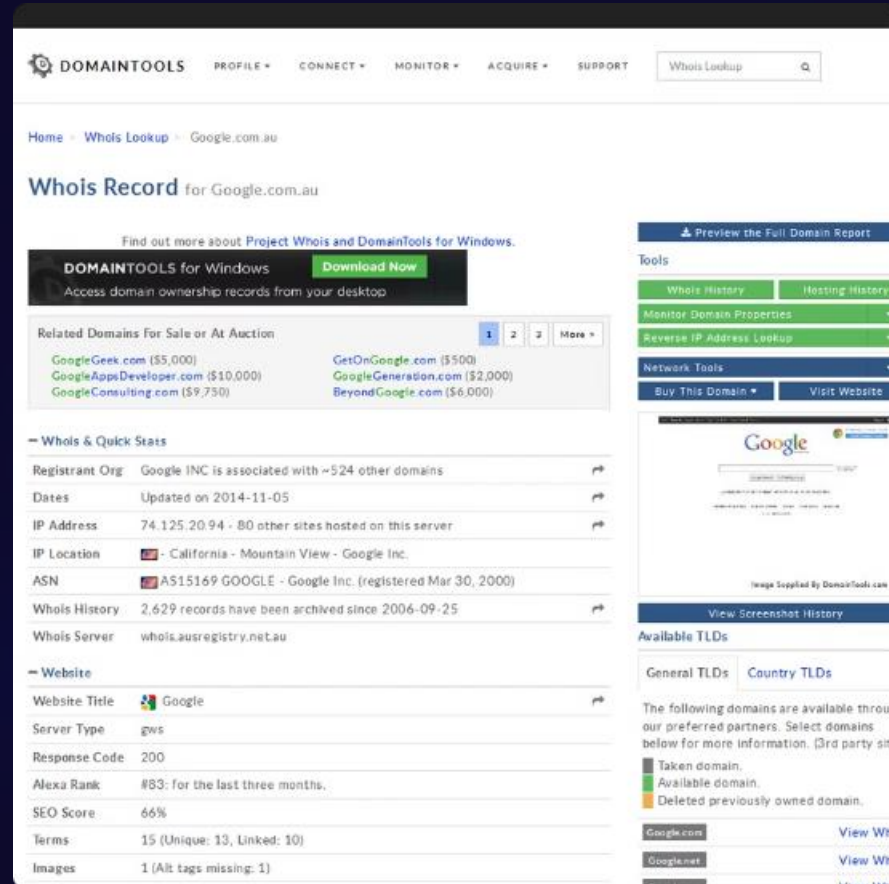 DOMAINTOOLS PROFILE CONNECT MONITOR ACQUIRE SUPPORT Whois Lookup
Home Whois Lookup Google.com.au
Whois Record for Google.com.au
Find out more about Project Whois and DomainTools for Windows.
DOMAINTOOLS for Windows Download Now
Access domain ownership records from your desktop
Related Domains For Sale or At Auction 1 2 3 More
GoogleGeek.com ($5,000) GetOnGoogle.com ($500)
GoogleAppsDeveloper.com ($10,000) GoogleGeneration.com ($2,000)
GoogleConsulting.com ($9,750) BeyondGoogle.com ($6,000)
Whois & Quick Stats
Registrant Org Google INC is associated with ~524 other domains
Dates Updated on 2014-11-05
IP Address 74.125.20.94 - 80 other sites hosted on this server
IP Location - California - Mountain View - Google Inc.
ASN AS15169 GOOGLE - Google Inc. (registered Mar 30, 2000)
Whois History 2,629 records have been archived since 2006-09-25
Whois Server whois.ausregistry.net.au
Website
Website Title Google
Server Type gws
Response Code 200
Alexa Rank #83: for the last three months.
SEO Score 66%
Terms 15 (Unique: 13, Linked: 10)
Images 1 (Alt tags missing: 1)
Preview the Full Domain Report
Tools
Whois History Hosting History
Monitor Domain Properties
Reverse IP Address Lookup
Network Tools
Buy This Domain Visit Website
Google
Image Supplied By DomainTools.com
View Screenshot History
Available TLDs
General TLDs Country TLDs
The following domains are available throu
our preferred partners. Select domains
below for more information. (3rd party sit
Taken domain.
Available domain.
Deleted previously owned domain.
Google.com View Wh
Google.net View Wh